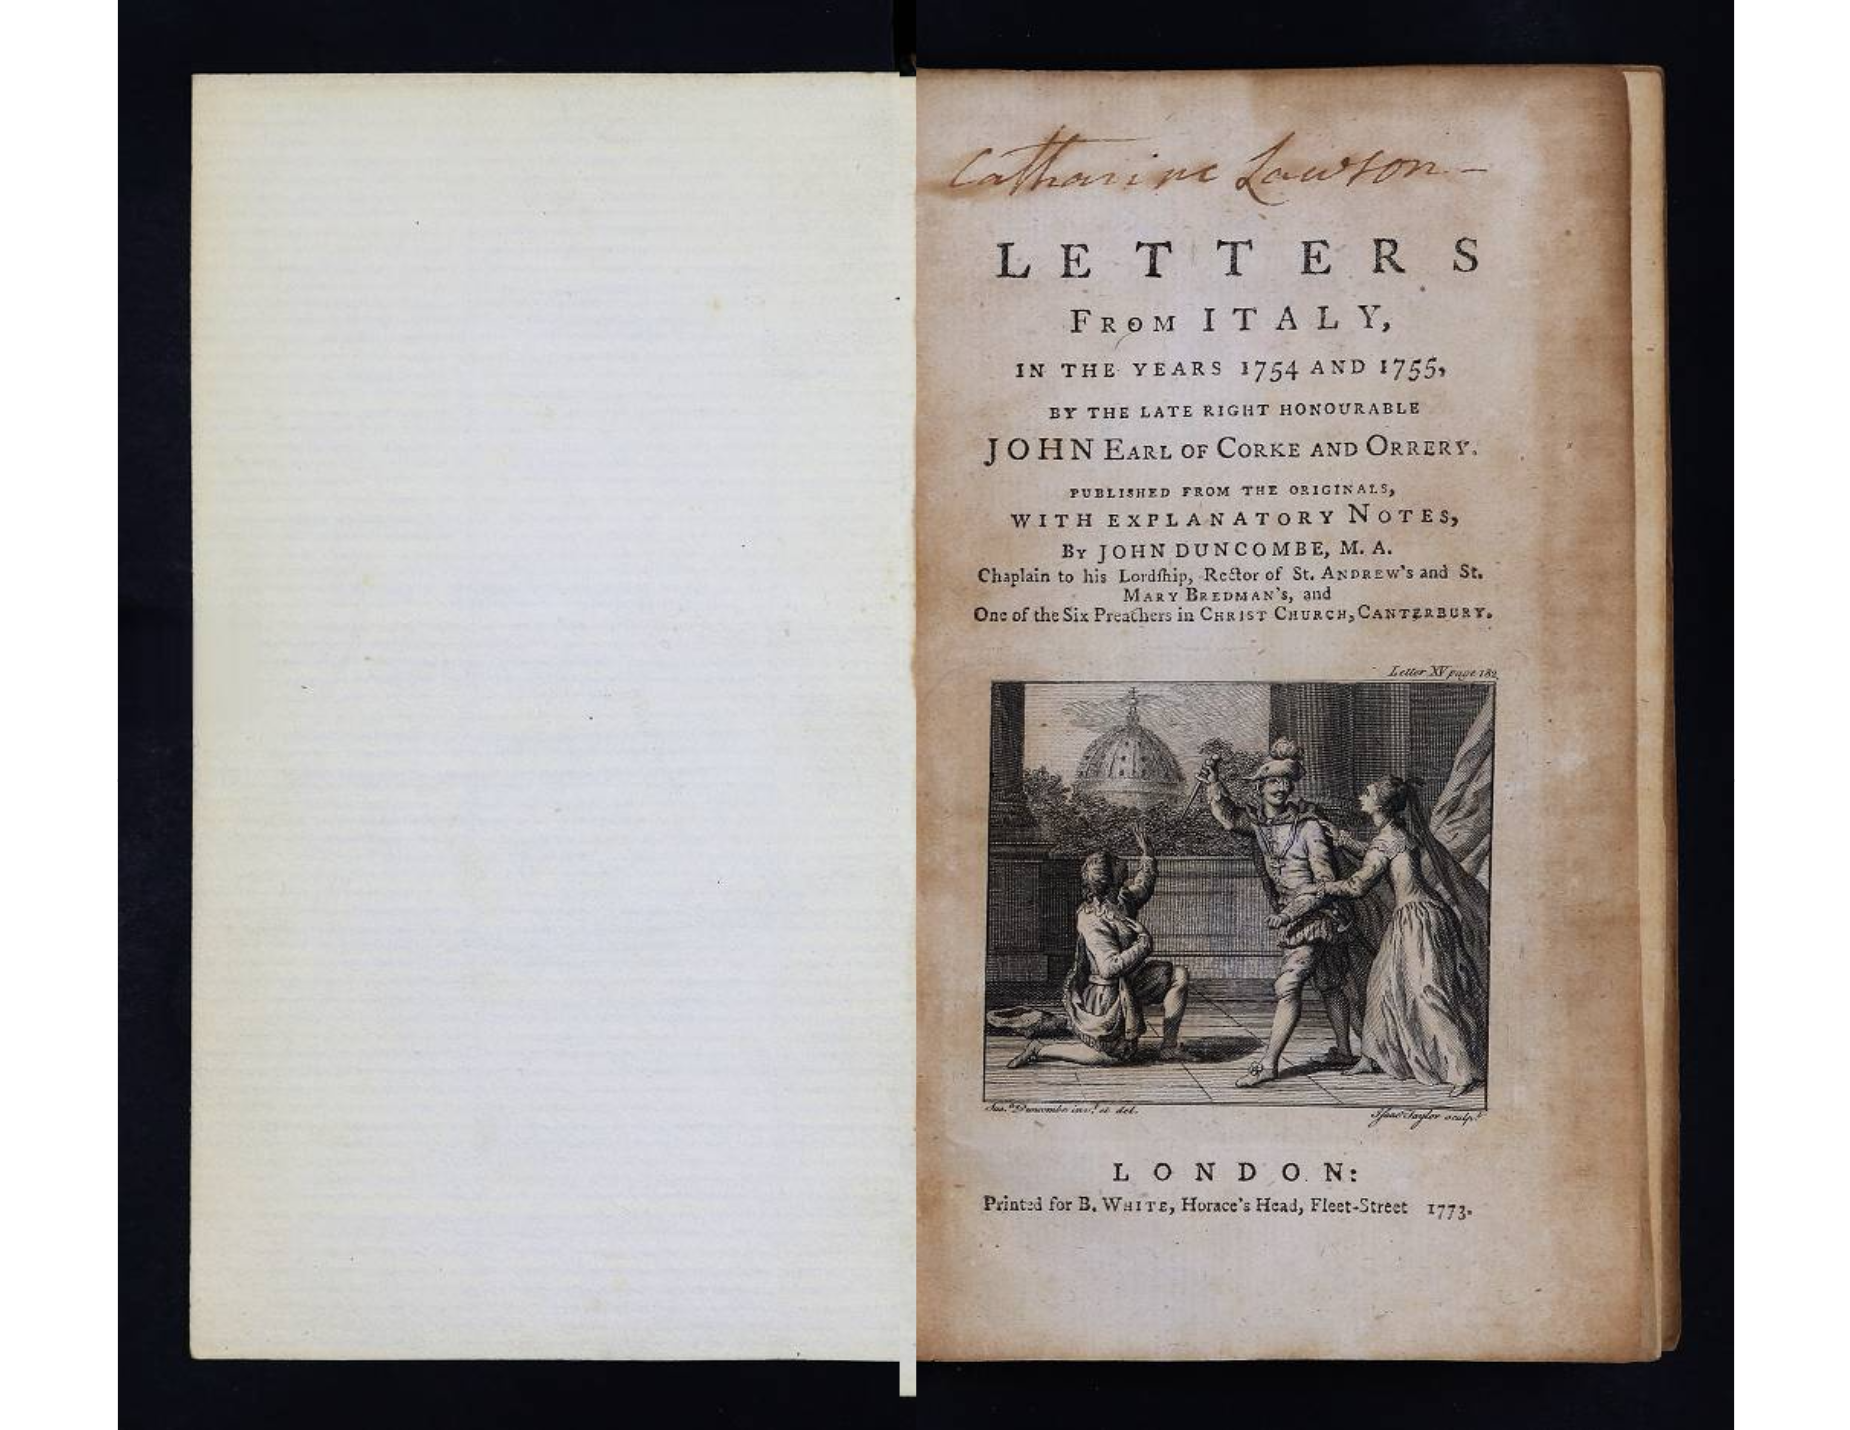 Catharine Lawson –
LETTERS
FROM ITALY,
IN THE YEARS 1754 AND 1755,
BY THE LATE RIGHT HONOURABLE
JOHN EARL OF CORKE AND ORRERY.
PUBLISHED FROM THE ORIGINALS,
WITH EXPLANATORY NOTES,
By JOHN DUNCOMBE, M. A.
Chaplain to his Lordſhip, Rector of St. ANDREW's and St.
MARY BREDMAN's, and
One of the Six Preachers in CHRIST CHURCH, CANTERBURY.
Letter XV page 182
Sus.ª Duncombe inv.t et del.
Isaac Taylor sculp.t
LONDON:
Printed for B. WHITE, Horace's Head, Fleet-Street 1773.